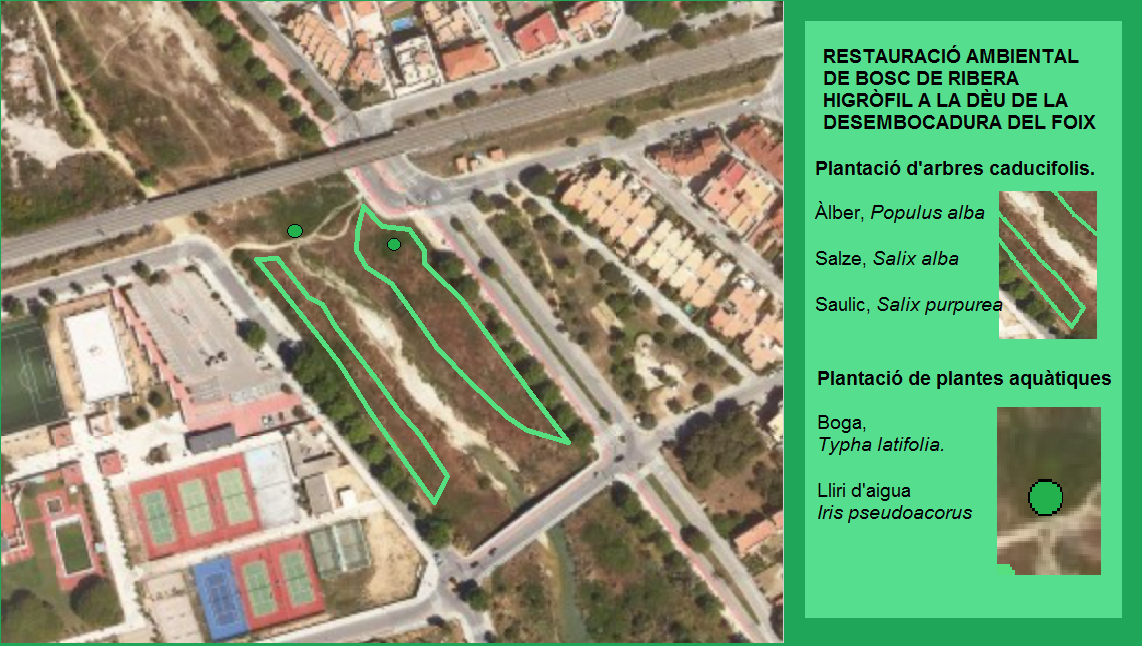 RESTAURACIÓ AMBIENTAL
DE BOSC DE RIBERA
HIGRÒFIL A LA DÈU DE LA
DESEMBOCADURA DEL FOIX
Plantació d'arbres caducifolis.
Àlber, Populus alba
Salze, Salix alba
Saulic, Salix purpurea
Plantació de plantes aquàtiques
Boga,
Typha latifolia.
Lliri d'aigua
Iris pseudoacorus